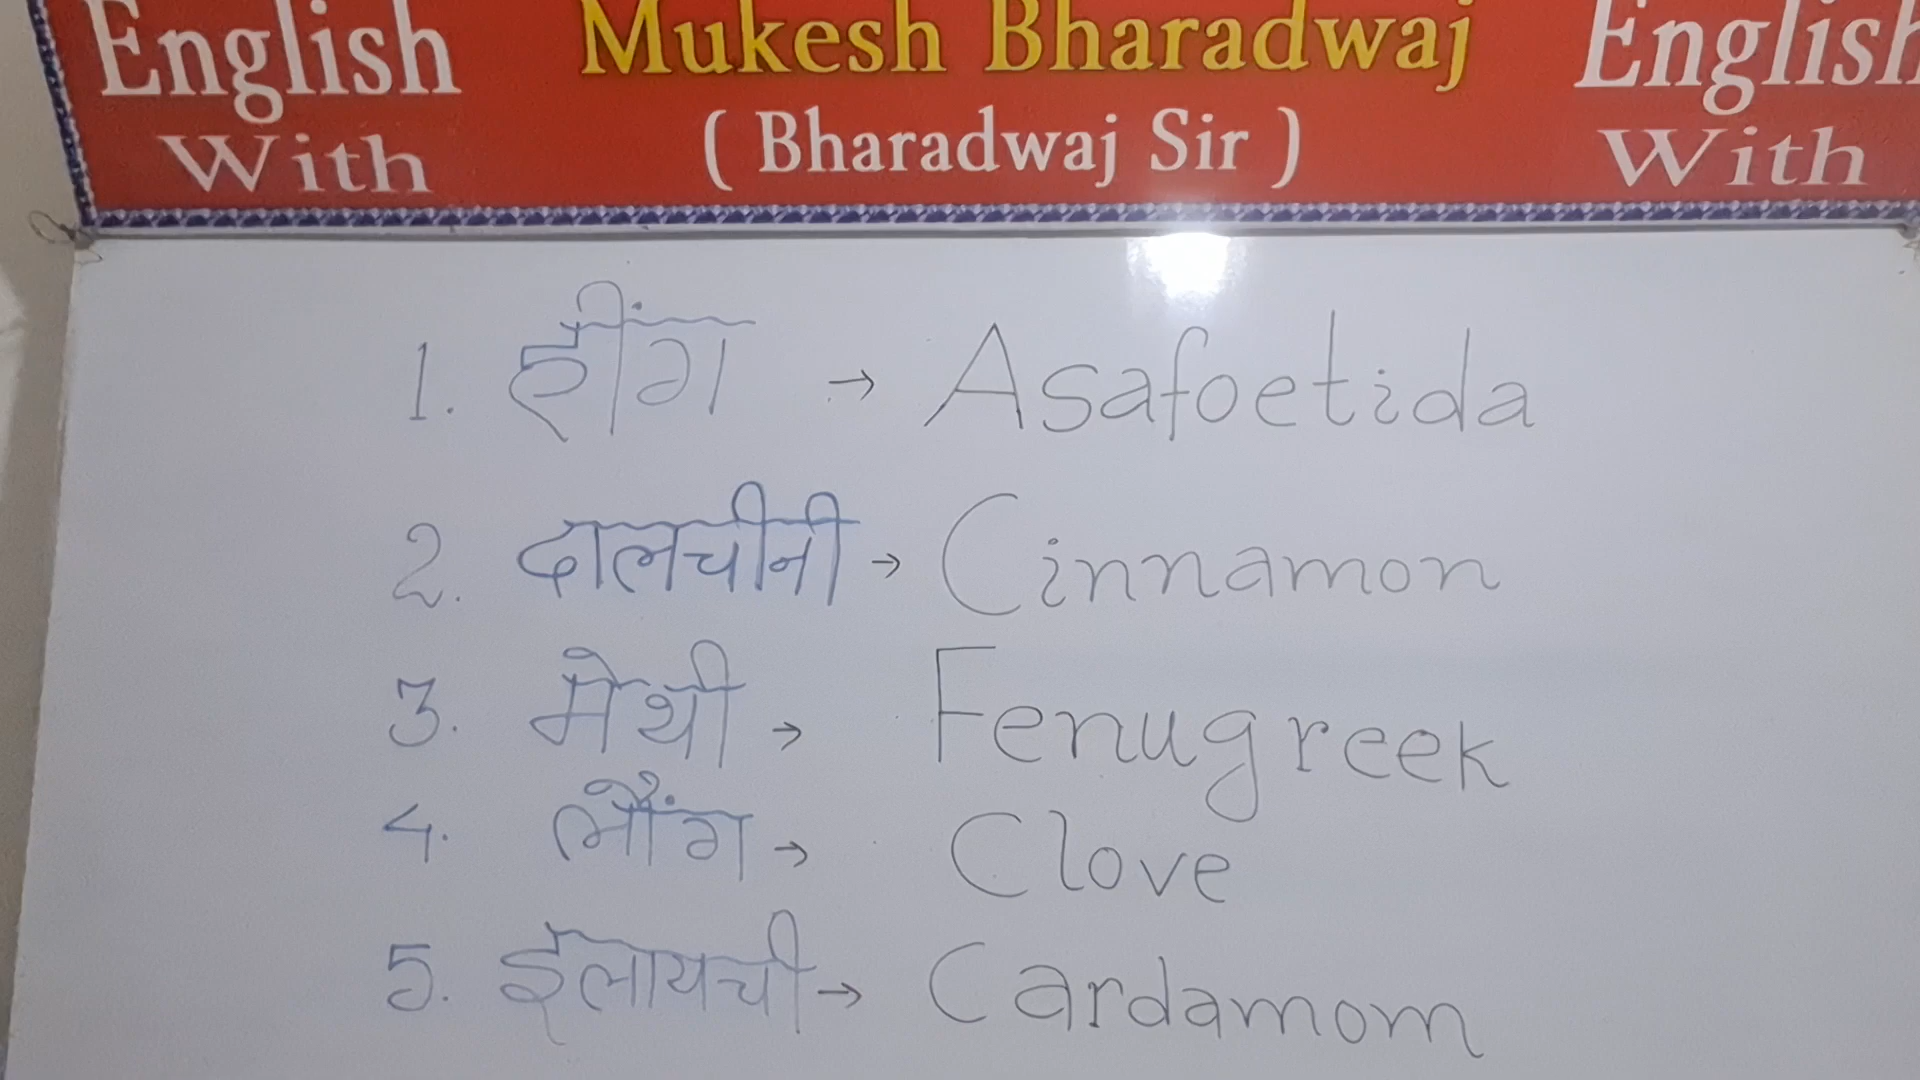 English Mukesh Bharadwaj English
With ( Bharadwaj Sir ) With
1. हींग → Asafoetida
2. दालचीनी → Cinnamon
3. मेथी → Fenugreek
4. लौंग → Clove
5. ईलायची → Cardamom